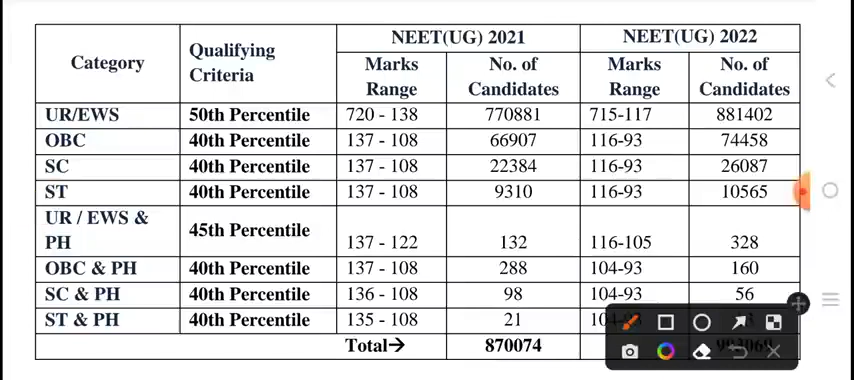 NEET(UG) 2021 NEET(UG) 2022
Category Qualifying Criteria Marks Range No. of Candidates Marks Range No. of Candidates
UR/EWS 50th Percentile 720 - 138 770881 715-117 881402
OBC 40th Percentile 137 - 108 66907 116-93 74458
SC 40th Percentile 137 - 108 22384 116-93 26087
ST 40th Percentile 137 - 108 9310 116-93 10565
UR / EWS & PH 45th Percentile 137 - 122 132 116-105 328
OBC & PH 40th Percentile 137 - 108 288 104-93 160
SC & PH 40th Percentile 136 - 108 98 104-93 56
ST & PH 40th Percentile 135 - 108 21
Total→ 870074